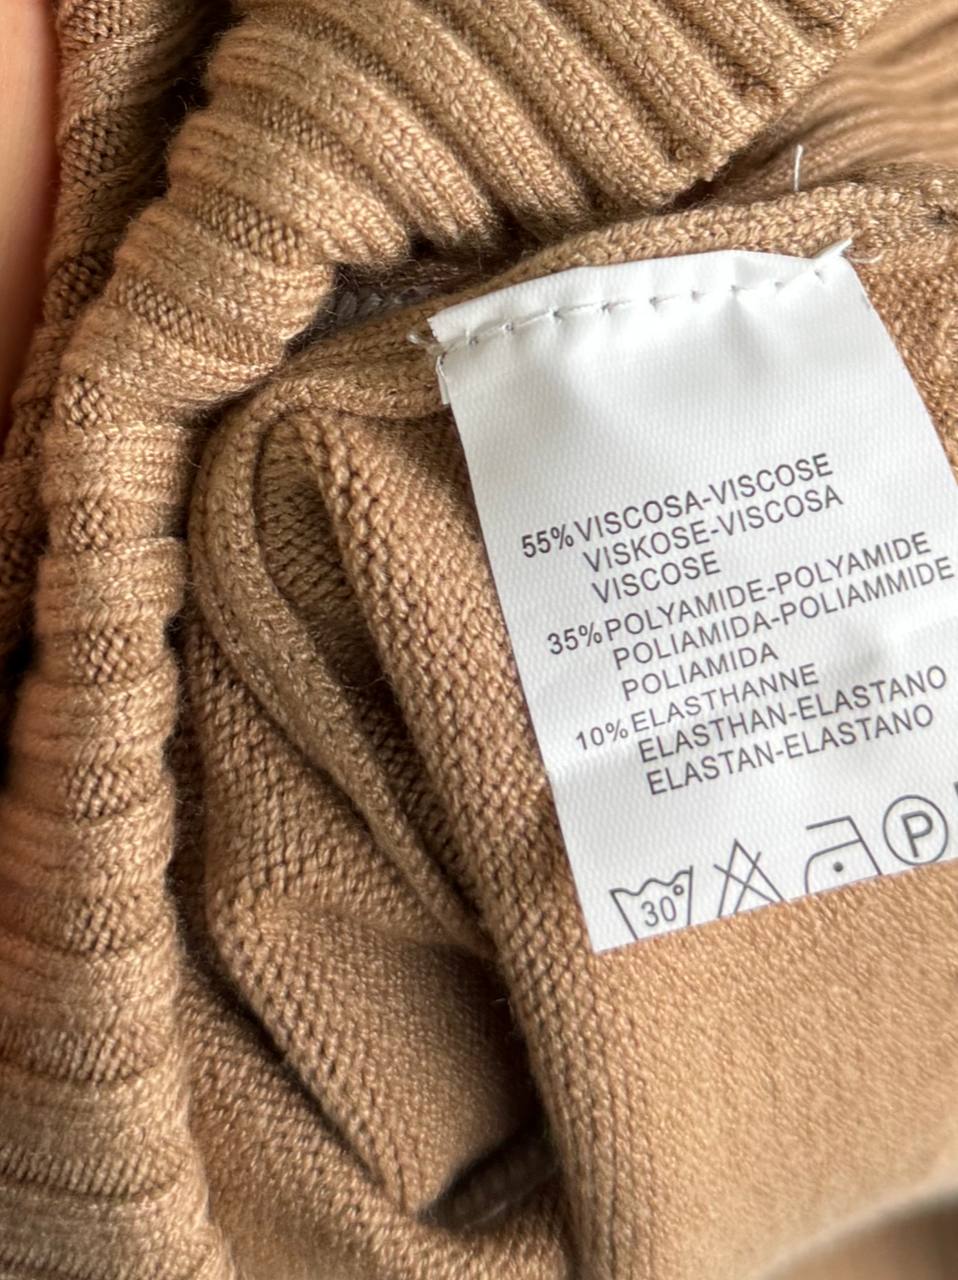 55% VISCOSA-VISCOSE
VISKOSE-VISCOSA
VISCOSE
35% POLYAMIDE-POLYAMIDE
POLIAMIDA-POLIAMMIDE
POLIAMIDA
10% ELASTHANNE
ELASTHAN-ELASTANO
ELASTAN-ELASTANO
30° P